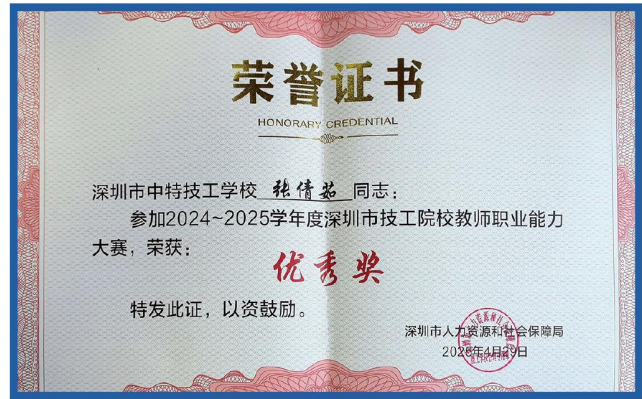 荣誉证书
HONORARY CREDENTIAL
深圳市中特技工学校 张倩茹 同志：
参加2024~2025学年度深圳市技工院校教师职业能力
大赛，荣获：
优秀奖
特发此证，以资鼓励。
深圳市人力资源和社会保障局
2025年4月29日